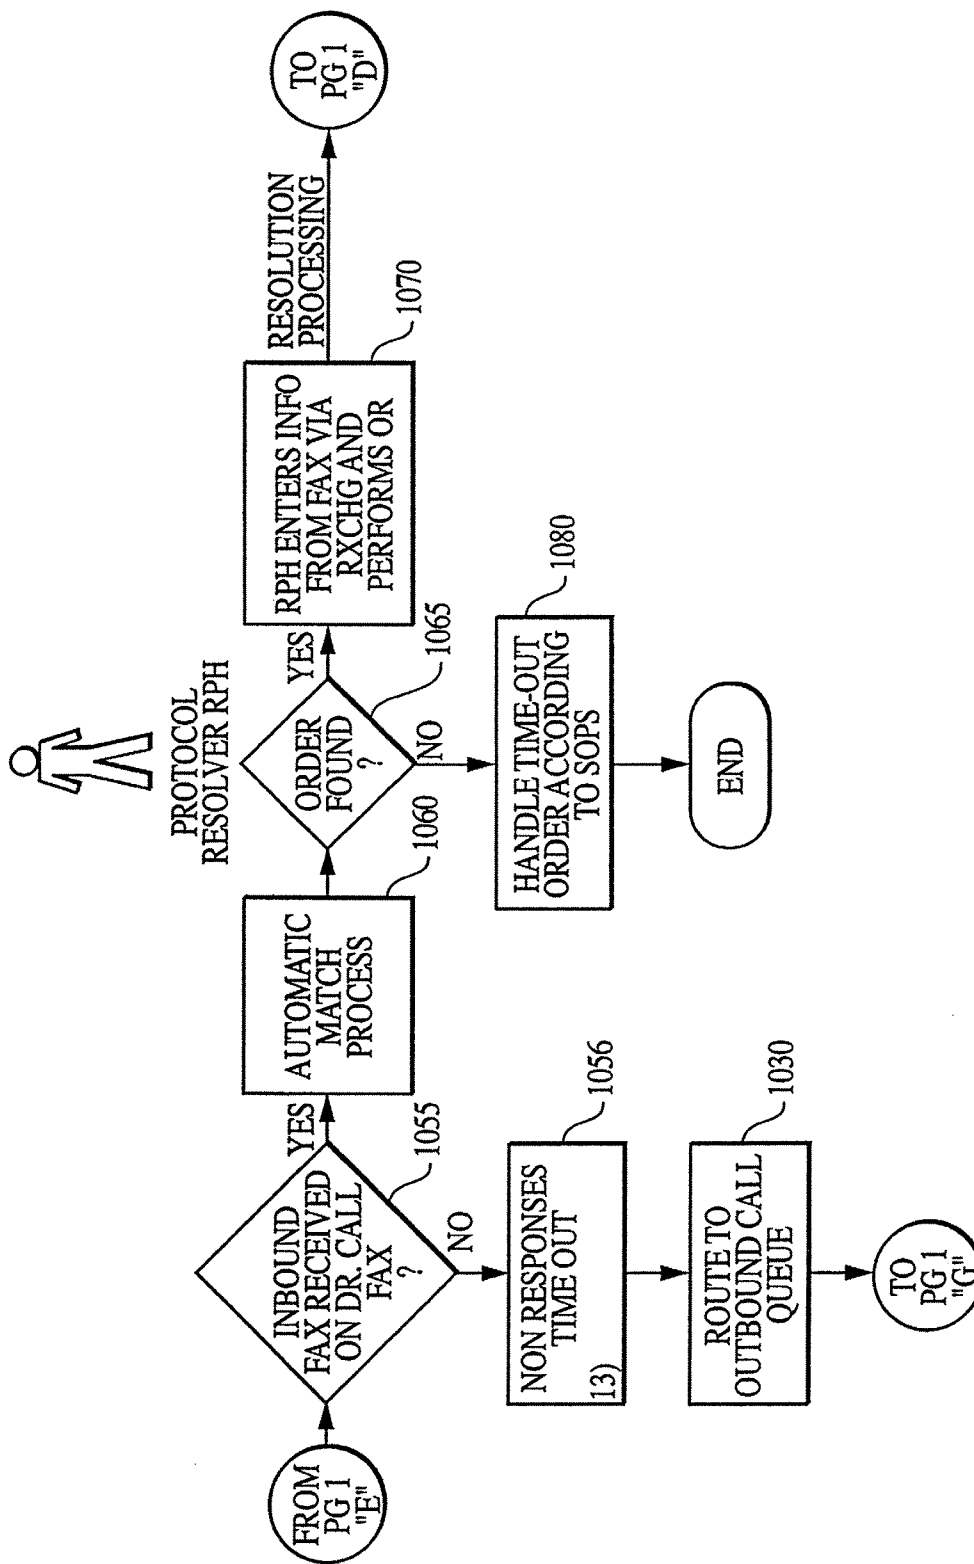 FROM
PG 1
"E"
INBOUND
FAX RECEIVED
ON DR. CALL
FAX
?
1055
YES
AUTOMATIC
MATCH
PROCESS
1060
PROTOCOL
RESOLVER RPH
ORDER
FOUND
?
1065
YES
RPH ENTERS INFO
FROM FAX VIA
RXCHG AND
PERFORMS OR
1070
RESOLUTION
PROCESSING
TO
PG 1
"D"
NO
NON RESPONSES
TIME OUT
13)
1056
ROUTE TO
OUTBOUND CALL
QUEUE
1030
TO
PG 1
"G"
NO
HANDLE TIME-OUT
ORDER ACCORDING
TO SOPS
1080
END